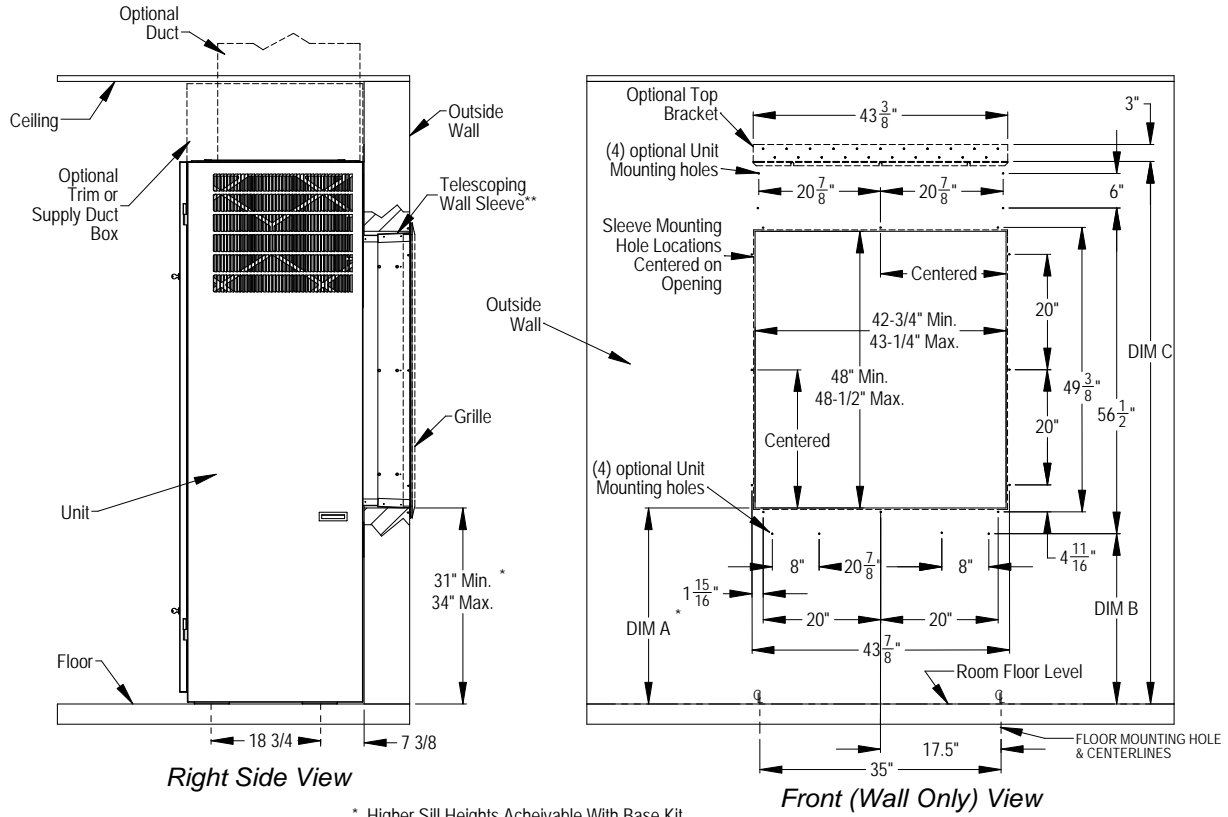 Optional
Duct
Ceiling
Outside
Wall
Optional
Trim or
Supply Duct
Box
Telescoping
Wall Sleeve**
Grille
Unit
31" Min. *
34" Max.
Floor
18 3/4
7 3/8
Right Side View
Optional Top
Bracket
43 3/8"
3"
(4) optional Unit
Mounting holes
20 7/8"
20 7/8"
6"
Sleeve Mounting
Hole Locations
Centered on
Opening
Centered
Outside
Wall
42-3/4" Min.
43-1/4" Max.
20"
DIM C
48" Min.
48-1/2" Max.
49 3/8"
56 1/2"
Centered
20"
(4) optional Unit
Mounting holes
8"
20 7/8"
8"
4 11/16"
1 15/16"
DIM A *
DIM B
20"
20"
43 7/8"
Room Floor Level
℄
℄
17.5"
FLOOR MOUNTING HOLE
& CENTERLINES
35"
Front (Wall Only) View
* Higher Sill Heights Acheivable With Base Kit